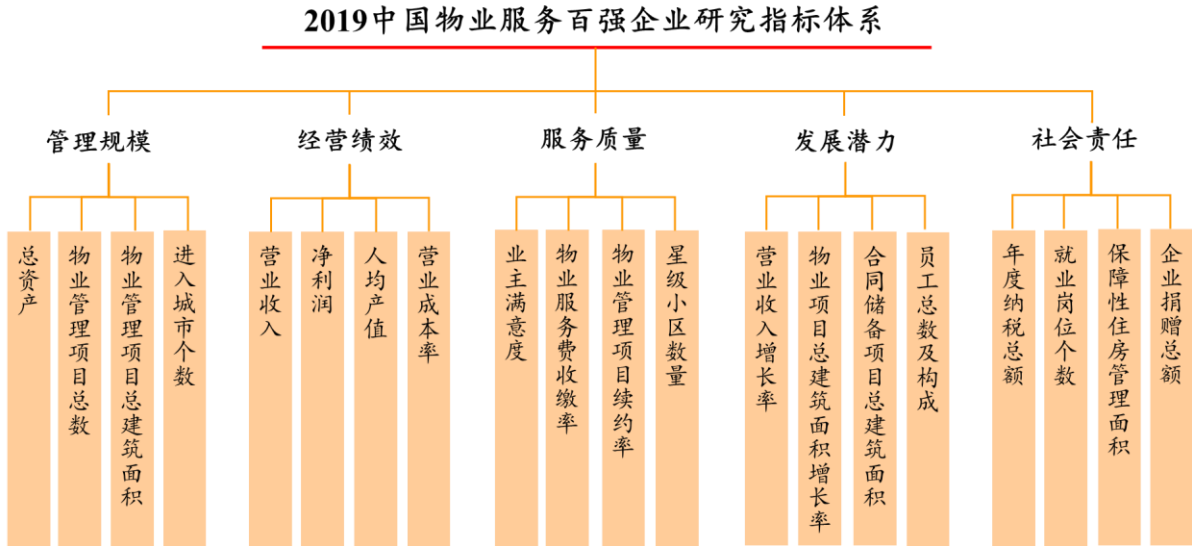 2019中国物业服务百强企业研究指标体系
管理规模
经营绩效
服务质量
发展潜力
社会责任
总资产
物业管理项目总数
物业管理项目总建筑面积
进入城市个数
营业收入
净利润
人均产值
营业成本率
业主满意度
物业服务费收缴率
物业管理项目续约率
星级小区数量
营业收入增长率
物业项目总建筑面积增长率
合同储备项目总建筑面积
员工总数及构成
年度纳税总额
就业岗位个数
保障性住房管理面积
企业捐赠总额